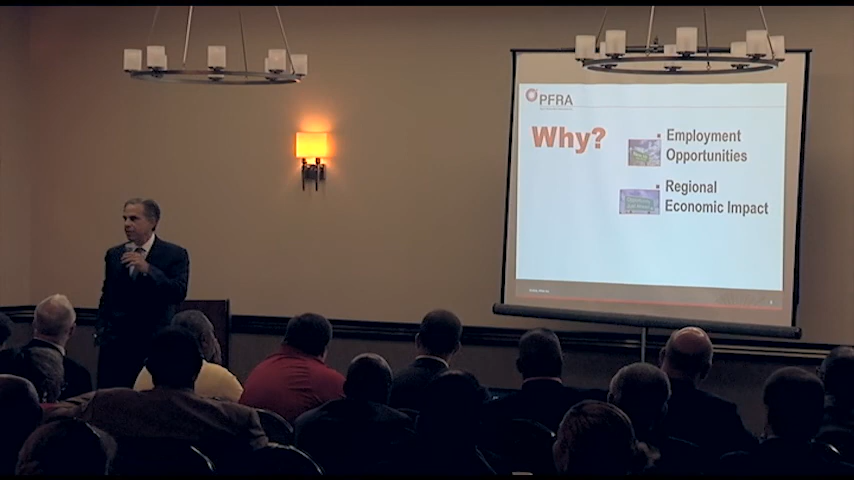 PFRA
Why?
Employment
Opportunities
Regional
Economic Impact